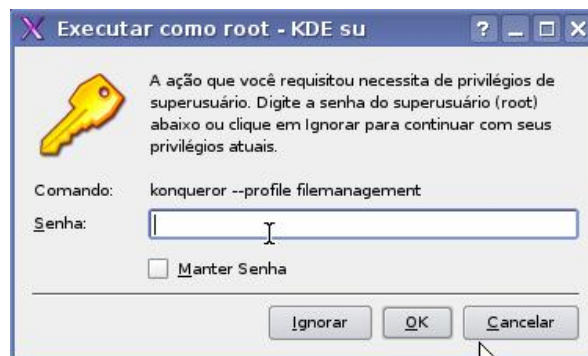 Executar como root - KDE su
A ação que você requisitou necessita de privilégios de
superusuário. Digite a senha do superusuário (root)
abaixo ou clique em Ignorar para continuar com seus
privilégios atuais.
Comando: konqueror --profile filemanagement
Senha:
Manter Senha
Ignorar OK Cancelar